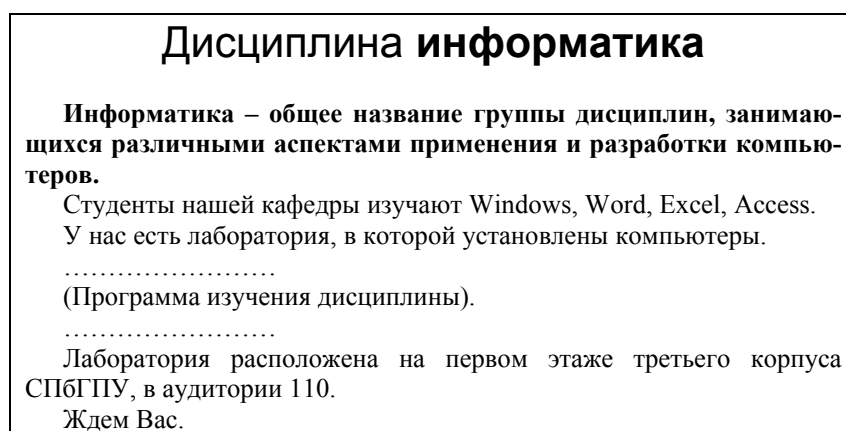 Дисциплина информатика
Информатика – общее название группы дисциплин, занимаю-
щихся различными аспектами применения и разработки компью-
теров.
Студенты нашей кафедры изучают Windows, Word, Excel, Access.
У нас есть лаборатория, в которой установлены компьютеры.
……………………
(Программа изучения дисциплины).
……………………
Лаборатория расположена на первом этаже третьего корпуса
СПбГПУ, в аудитории 110.
Ждем Вас.